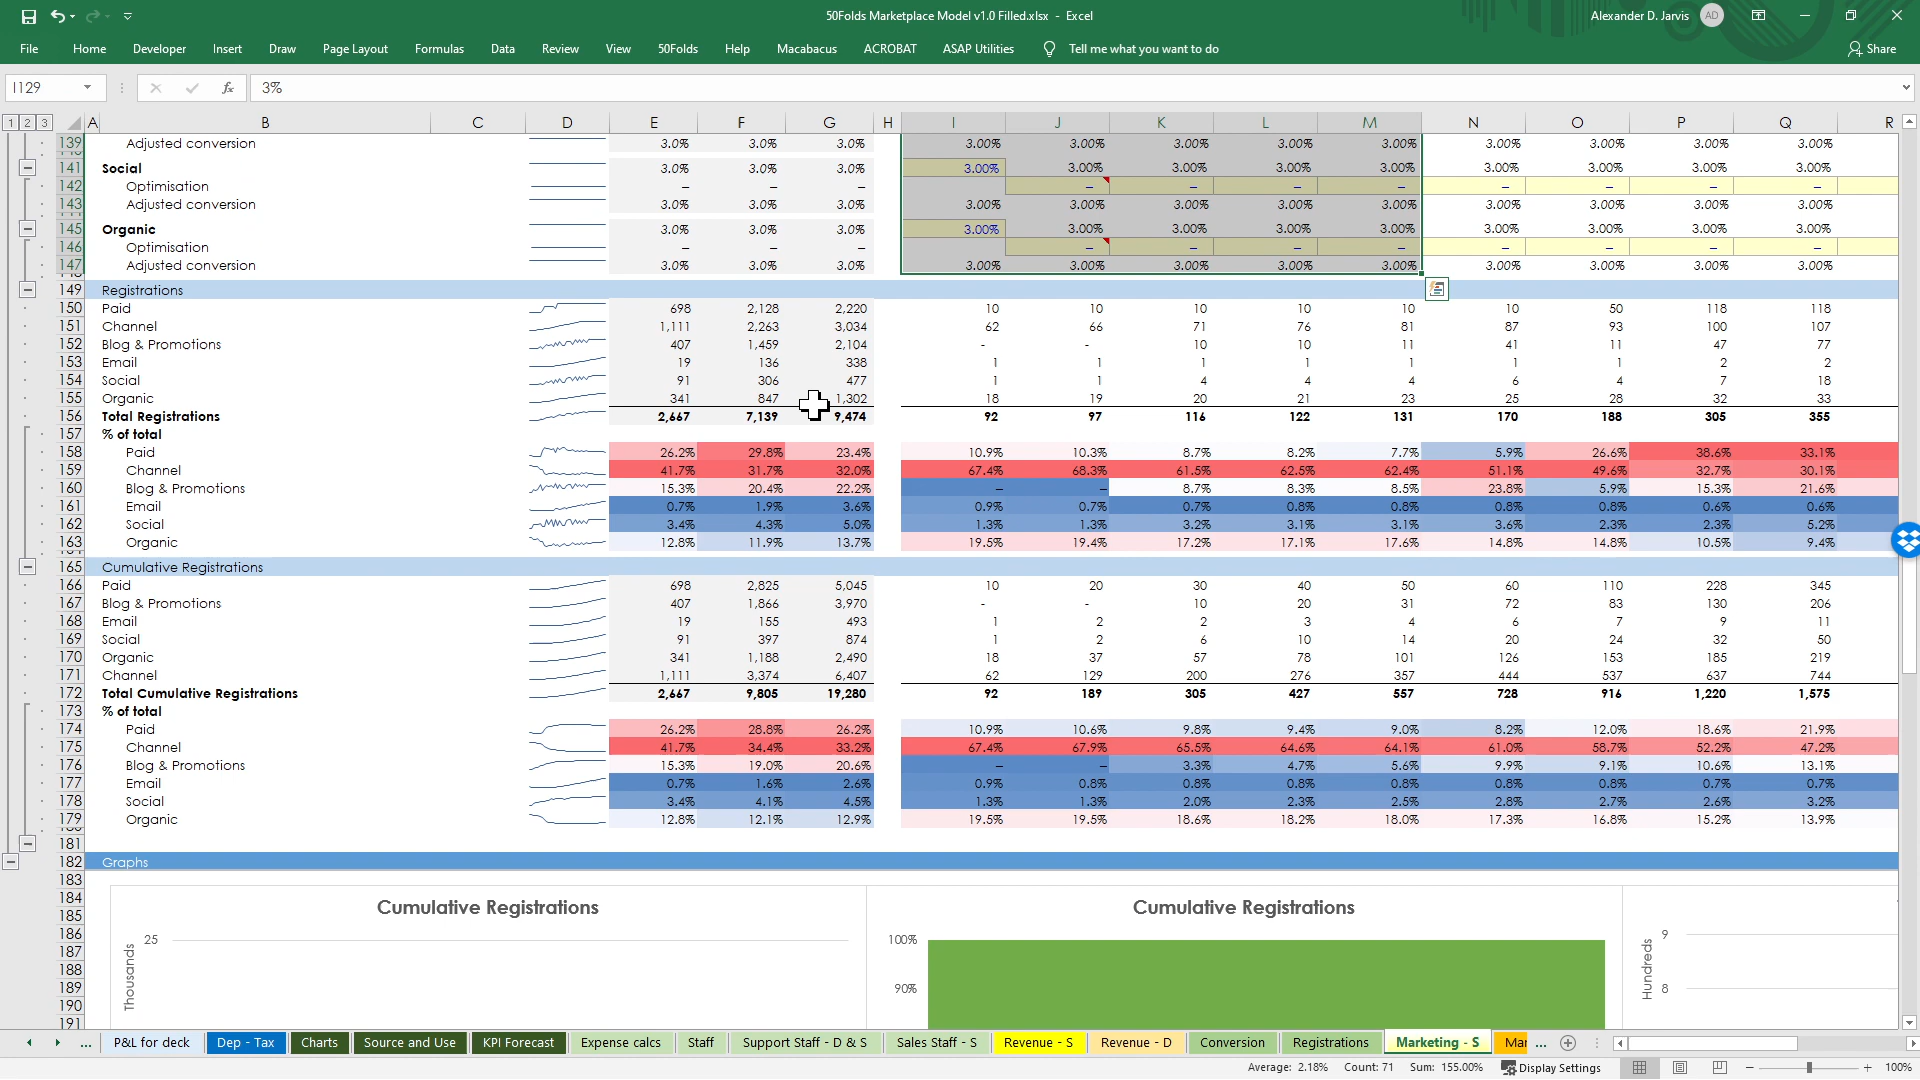 50Folds Marketplace Model v1.0 Filled.xlsx - Excel
Alexander D. Jarvis AD
File Home Developer Insert Draw Page Layout Formulas Data Review View 50Folds Help Macabacus ACROBAT ASAP Utilities Tell me what you want to do Share
I129 fx 3%
1 2 3 A B C D E F G H I J K L M N O P Q R
139 Adjusted conversion 3.0% 3.0% 3.0% 3.00% 3.00% 3.00% 3.00% 3.00% 3.00% 3.00% 3.00% 3.00%
141 Social 3.0% 3.0% 3.0% 3.00% 3.00% 3.00% 3.00% 3.00% 3.00% 3.00% 3.00% 3.00%
142 Optimisation – – – – – – – – – – –
143 Adjusted conversion 3.0% 3.0% 3.0% 3.00% 3.00% 3.00% 3.00% 3.00% 3.00% 3.00% 3.00% 3.00%
145 Organic 3.0% 3.0% 3.0% 3.00% 3.00% 3.00% 3.00% 3.00% 3.00% 3.00% 3.00% 3.00%
146 Optimisation – – – – – – – – – – –
147 Adjusted conversion 3.0% 3.0% 3.0% 3.00% 3.00% 3.00% 3.00% 3.00% 3.00% 3.00% 3.00% 3.00%
149 Registrations
150 Paid 698 2,128 2,220 10 10 10 10 10 10 50 118 118
151 Channel 1,111 2,263 3,034 62 66 71 76 81 87 93 100 107
152 Blog & Promotions 407 1,459 2,104 - - 10 10 11 41 11 47 77
153 Email 19 136 338 1 1 1 1 1 1 1 2 2
154 Social 91 306 477 1 1 4 4 4 6 4 7 18
155 Organic 341 847 1,302 18 19 20 21 23 25 28 32 33
156 Total Registrations 2,667 7,139 9,474 92 97 116 122 131 170 188 305 355
157 % of total
158 Paid 26.2% 29.8% 23.4% 10.9% 10.3% 8.7% 8.2% 7.7% 5.9% 26.6% 38.6% 33.1%
159 Channel 41.7% 31.7% 32.0% 67.4% 68.3% 61.5% 62.5% 62.4% 51.1% 49.6% 32.7% 30.1%
160 Blog & Promotions 15.3% 20.4% 22.2% – – 8.7% 8.3% 8.5% 23.8% 5.9% 15.3% 21.6%
161 Email 0.7% 1.9% 3.6% 0.9% 0.7% 0.7% 0.8% 0.8% 0.8% 0.8% 0.6% 0.6%
162 Social 3.4% 4.3% 5.0% 1.3% 1.3% 3.2% 3.1% 3.1% 3.6% 2.3% 2.3% 5.2%
163 Organic 12.8% 11.9% 13.7% 19.5% 19.4% 17.2% 17.1% 17.6% 14.8% 14.8% 10.5% 9.4%
165 Cumulative Registrations
166 Paid 698 2,825 5,045 10 20 30 40 50 60 110 228 345
167 Blog & Promotions 407 1,866 3,970 - - 10 20 31 72 83 130 206
168 Email 19 155 493 1 2 2 3 4 6 7 9 11
169 Social 91 397 874 1 2 6 10 14 20 24 32 50
170 Organic 341 1,188 2,490 18 37 57 78 101 126 153 185 219
171 Channel 1,111 3,374 6,407 62 129 200 276 357 444 537 637 744
172 Total Cumulative Registrations 2,667 9,805 19,280 92 189 305 427 557 728 916 1,220 1,575
173 % of total
174 Paid 26.2% 28.8% 26.2% 10.9% 10.6% 9.8% 9.4% 9.0% 8.2% 12.0% 18.6% 21.9%
175 Channel 41.7% 34.4% 33.2% 67.4% 67.9% 65.5% 64.6% 64.1% 61.0% 58.7% 52.2% 47.2%
176 Blog & Promotions 15.3% 19.0% 20.6% – – 3.3% 4.7% 5.6% 9.9% 9.1% 10.6% 13.1%
177 Email 0.7% 1.6% 2.6% 0.9% 0.8% 0.8% 0.8% 0.8% 0.8% 0.8% 0.7% 0.7%
178 Social 3.4% 4.1% 4.5% 1.3% 1.3% 2.0% 2.3% 2.5% 2.8% 2.7% 2.6% 3.2%
179 Organic 12.8% 12.1% 12.9% 19.5% 19.5% 18.6% 18.2% 18.0% 17.3% 16.8% 15.2% 13.9%
181
182 Graphs
183
184 Cumulative Registrations Cumulative Registrations
185
186 25 100% 9
187
188 Thousands Hundreds
189 90% 8
190
191
... P&L for deck Dep - Tax Charts Source and Use KPI Forecast Expense calcs Staff Support Staff - D & S Sales Staff - S Revenue - S Revenue - D Conversion Registrations Marketing - S Mar ...
Average: 2.18% Count: 71 Sum: 155.00% Display Settings 100%